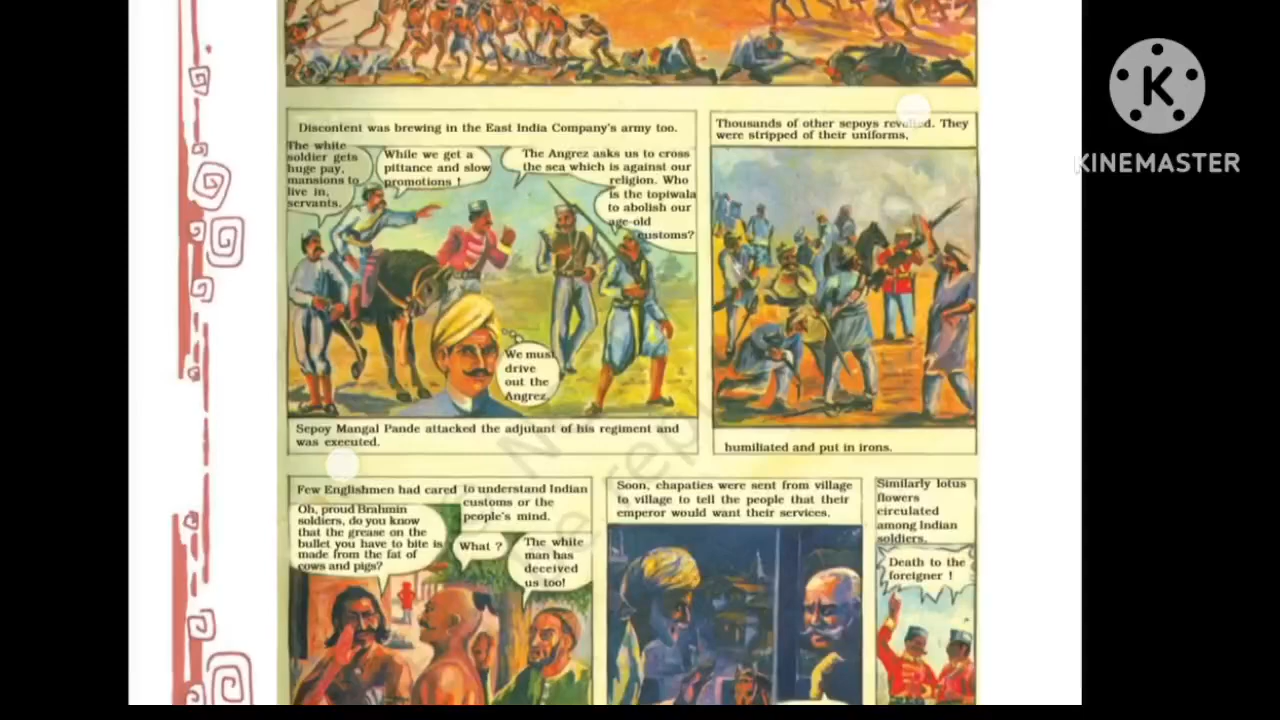 Discontent was brewing in the East India Company's army too.
The white
soldier gets
huge pay,
mansions to
live in,
servants.
While we get a
pittance and slow
promotions !
The Angrez asks us to cross
the sea which is against our
religion. Who
is the topiwala
to abolish our
age-old
customs?
We must
drive
out the
Angrez.
Sepoy Mangal Pande attacked the adjutant of his regiment and
was executed.
Thousands of other sepoys revolted. They
were stripped of their uniforms,
humiliated and put in irons.
Few Englishmen had cared to understand Indian
customs or the
people's mind.
Oh, proud Brahmin
soldiers, do you know
that the grease on the
bullet you have to bite is
made from the fat of
cows and pigs?
What ?
The white
man has
deceived
us too!
Soon, chapaties were sent from village
to village to tell the people that their
emperor would want their services.
Similarly lotus
flowers
circulated
among Indian
soldiers.
Death to the
foreigner !
K
KINEMASTER